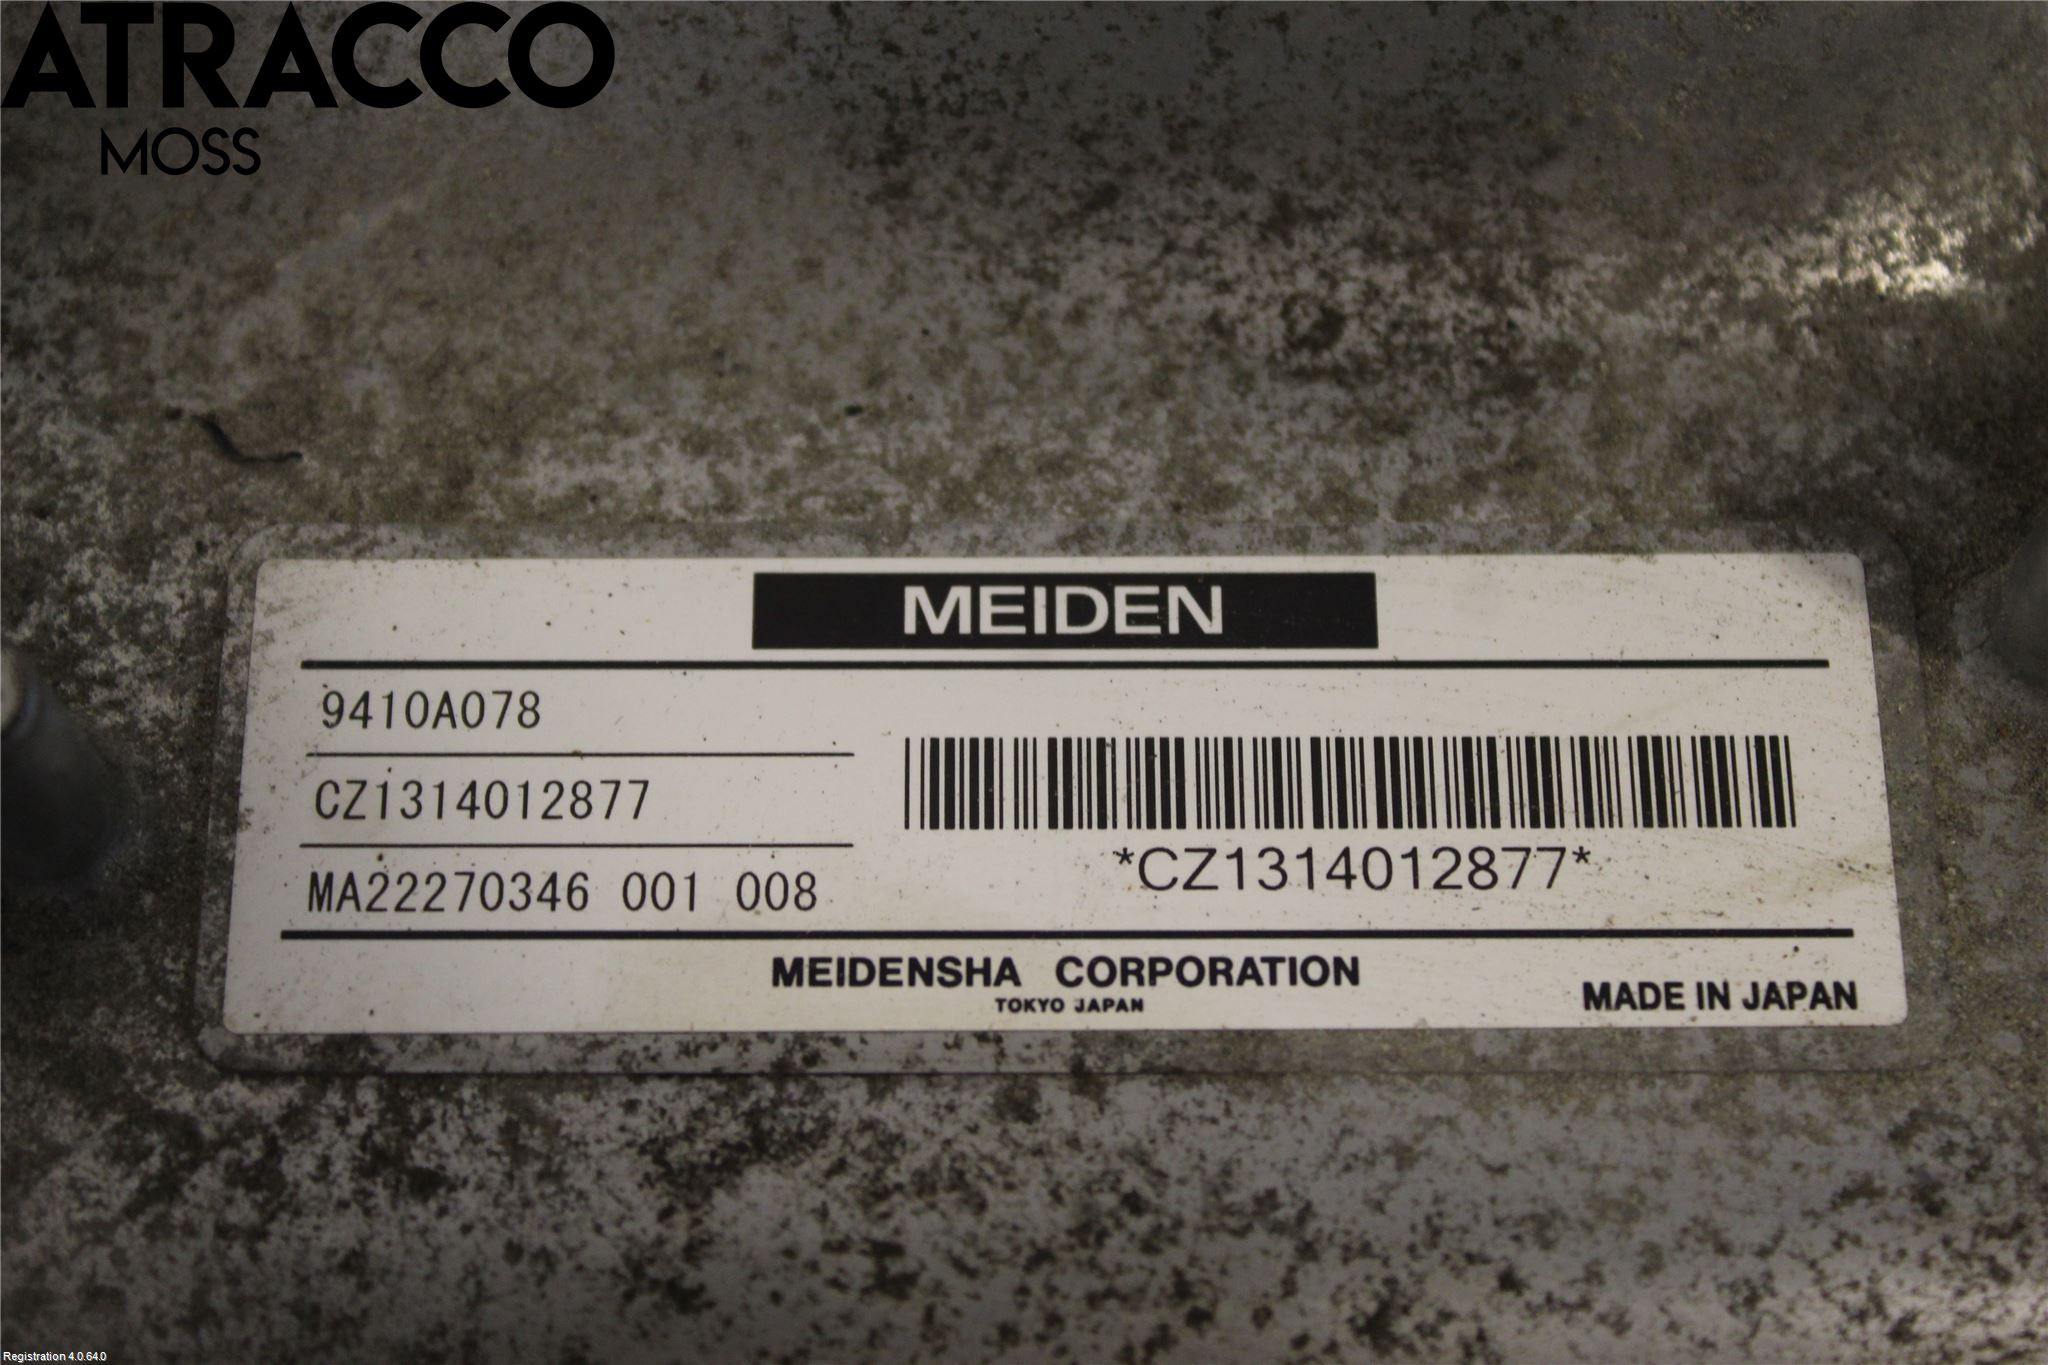 ATRACCO
MOSS
MEIDEN
9410A078
CZ1314012877
MA22270346 001 008
*CZ1314012877*
MEIDENSHA CORPORATION
TOKYO JAPAN
MADE IN JAPAN
Registration 4.0.64.0